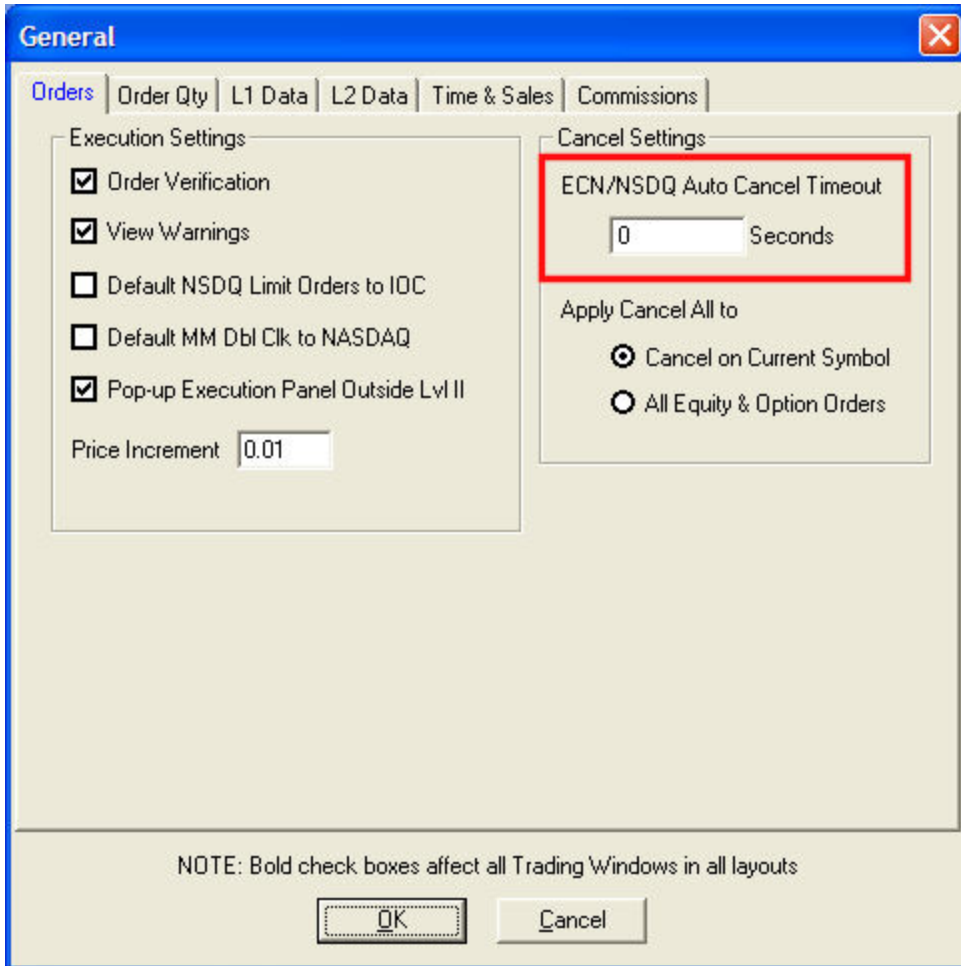 General
Orders
Order Qty
L1 Data
L2 Data
Time & Sales
Commissions
Execution Settings
Order Verification
View Warnings
Default NSDQ Limit Orders to IOC
Default MM Dbl Clk to NASDAQ
Pop-up Execution Panel Outside Lvl II
Price Increment 0.01
Cancel Settings
ECN/NSDQ Auto Cancel Timeout
0 Seconds
Apply Cancel All to
Cancel on Current Symbol
All Equity & Option Orders
NOTE: Bold check boxes affect all Trading Windows in all layouts
OK
Cancel